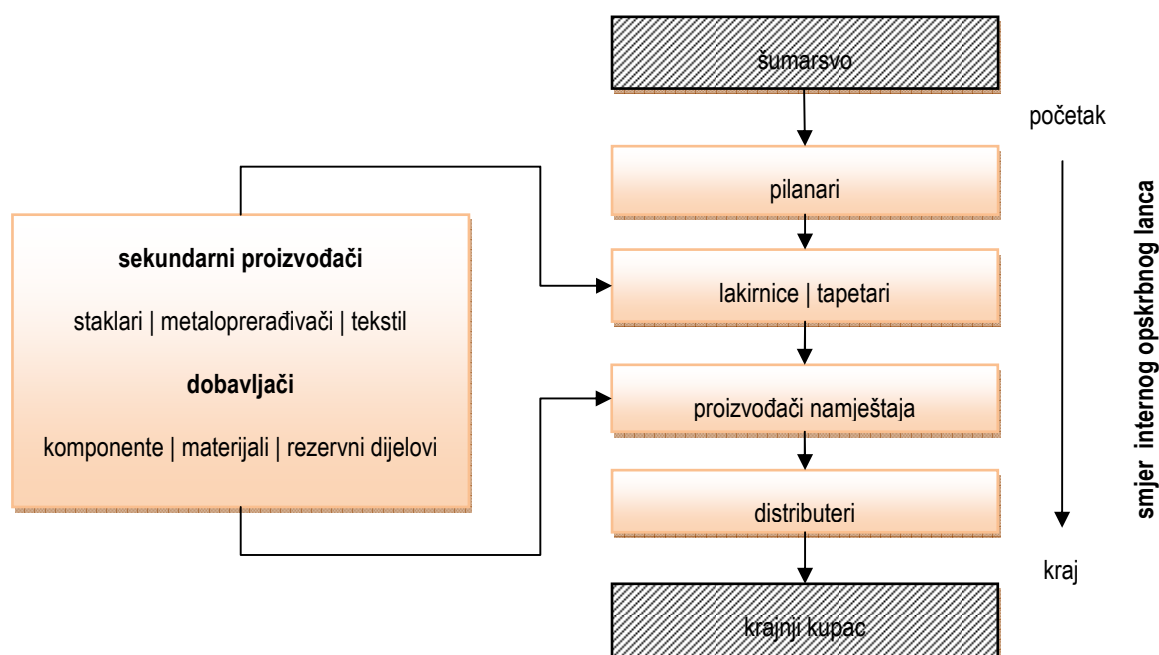 šumarsvo
početak
pilanari
sekundarni proizvođači
staklari | metaloprerađivači | tekstil
lakirnice | tapetari
dobavljači
komponente | materijali | rezervni dijelovi
proizvođači namještaja
distributeri
smjer internog opskrbnog lanca
kraj
krajnji kupac